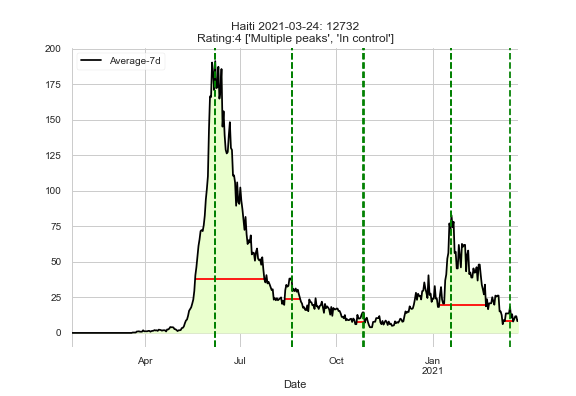 Haiti 2021-03-24: 12732
Rating:4 ['Multiple peaks', 'In control']
200
Average-7d
175
150
125
100
75
50
25
0
Apr
Jul
Oct
Jan
2021
Date